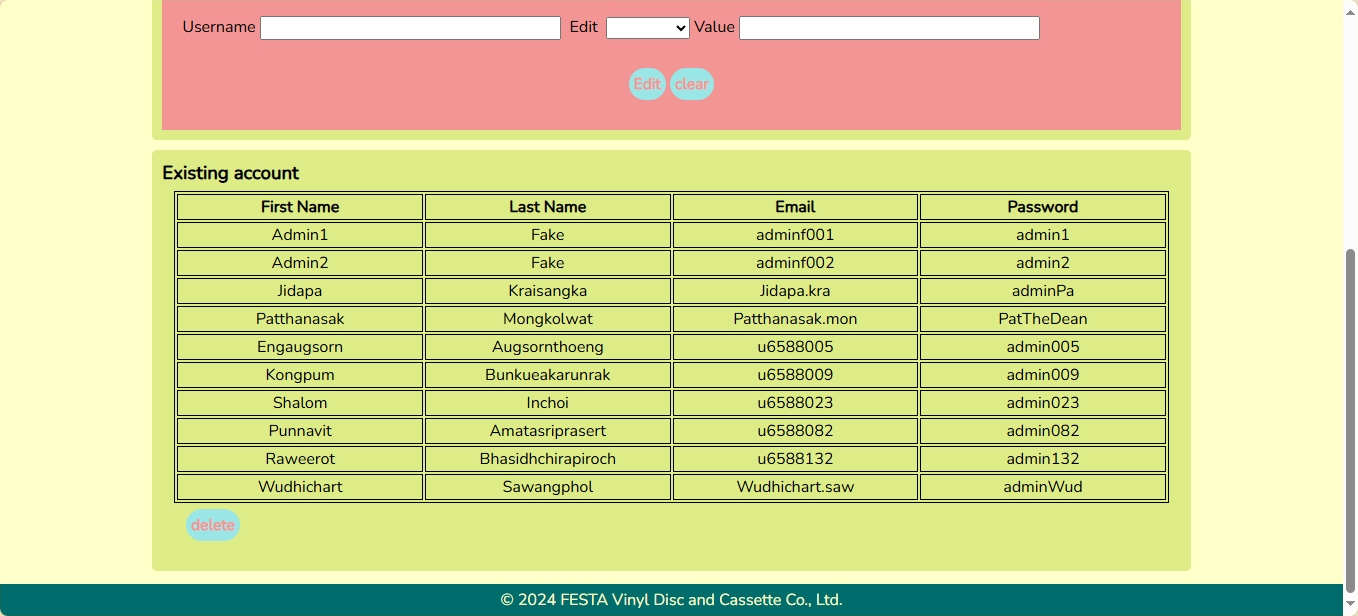 Username Edit Value
Edit clear
Existing account
First Name Last Name Email Password
Admin1 Fake adminf001 admin1
Admin2 Fake adminf002 admin2
Jidapa Kraisangka Jidapa.kra adminPa
Patthanasak Mongkolwat Patthanasak.mon PatTheDean
Engaugsorn Augsornthoeng u6588005 admin005
Kongpum Bunkueakarunrak u6588009 admin009
Shalom Inchoi u6588023 admin023
Punnavit Amatasriprasert u6588082 admin082
Raweerot Bhasidhchirapiroch u6588132 admin132
Wudhichart Sawangphol Wudhichart.saw adminWud
delete
© 2024 FESTA Vinyl Disc and Cassette Co., Ltd.